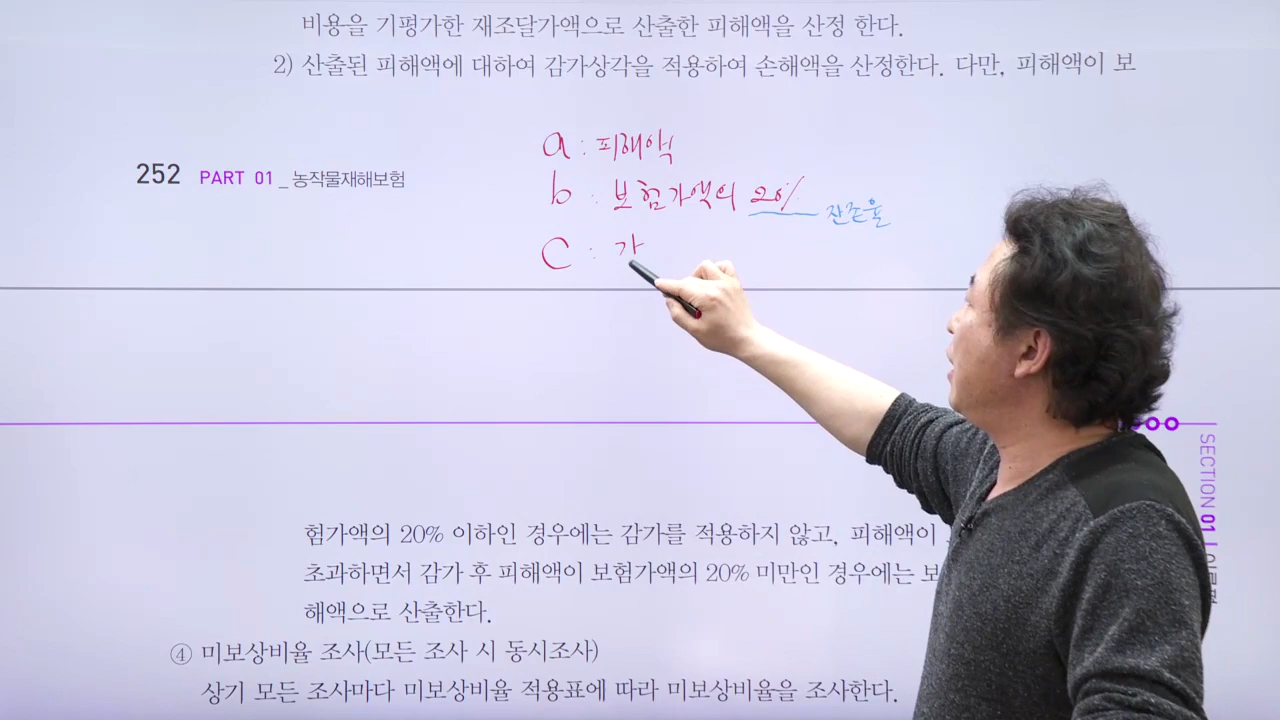 비용을 기평가한 재조달가액으로 산출한 피해액을 산정 한다.
2) 산출된 피해액에 대하여 감가상각을 적용하여 손해액을 산정한다. 다만, 피해액이 보
a : 피해액
b : 보험가액의 20%
잔존율
c : 가
252 PART 01 _ 농작물재해보험
험가액의 20% 이하인 경우에는 감가를 적용하지 않고, 피해액이
초과하면서 감가 후 피해액이 보험가액의 20% 미만인 경우에는 보
해액으로 산출한다.
④ 미보상비율 조사(모든 조사 시 동시조사)
상기 모든 조사마다 미보상비율 적용표에 따라 미보상비율을 조사한다.
SECTION 01